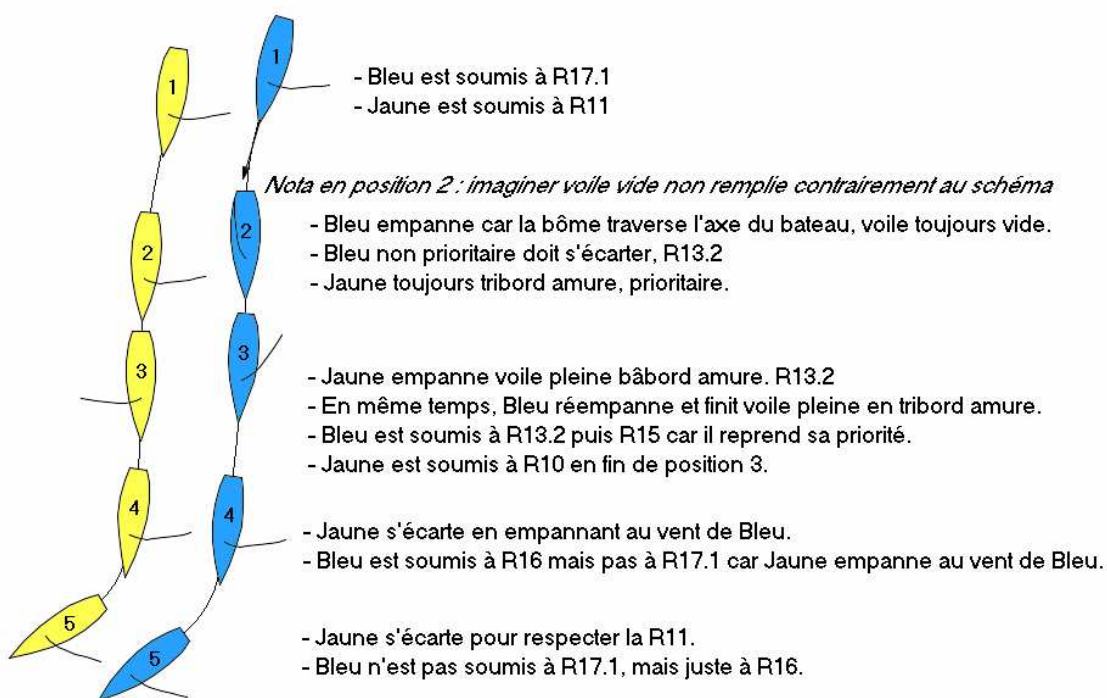 1
1
- Bleu est soumis à R17.1
- Jaune est soumis à R11
Nota en position 2 : imaginer voile vide non remplie contrairement au schéma
2
2
- Bleu empanne car la bôme traverse l'axe du bateau, voile toujours vide.
- Bleu non prioritaire doit s'écarter, R13.2
- Jaune toujours tribord amure, prioritaire.
3
3
- Jaune empanne voile pleine bâbord amure. R13.2
- En même temps, Bleu réempanne et finit voile pleine en tribord amure.
- Bleu est soumis à R13.2 puis R15 car il reprend sa priorité.
- Jaune est soumis à R10 en fin de position 3.
4
4
- Jaune s'écarte en empannant au vent de Bleu.
- Bleu est soumis à R16 mais pas à R17.1 car Jaune empanne au vent de Bleu.
5
5
- Jaune s'écarte pour respecter la R11.
- Bleu n'est pas soumis à R17.1, mais juste à R16.